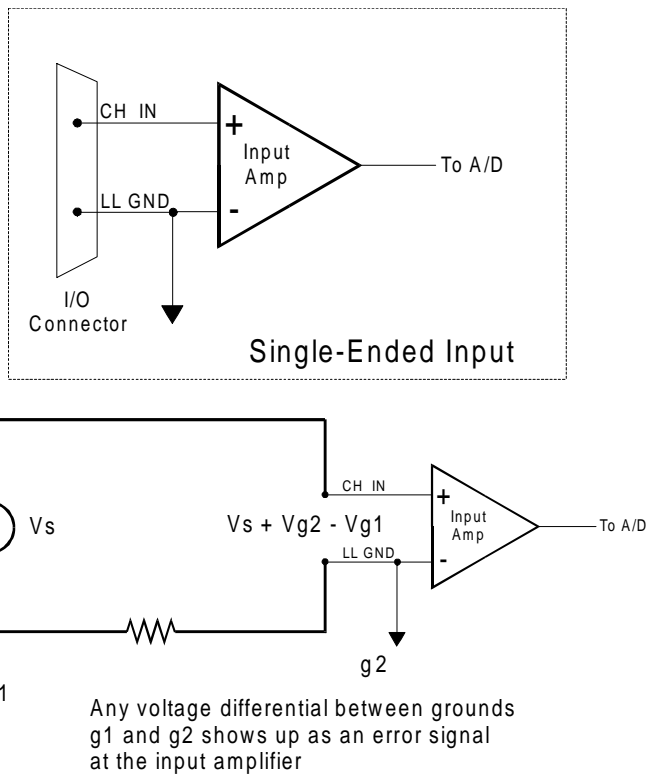 CH IN
+
Input
Amp
To A/D
LL GND
-
I/O
Connector
Single-Ended Input
CH IN
+
Vs
Vs + Vg2 - Vg1
Input
Amp
To A/D
LL GND
-
g2
1
Any voltage differential between grounds
g1 and g2 shows up as an error signal
at the input amplifier